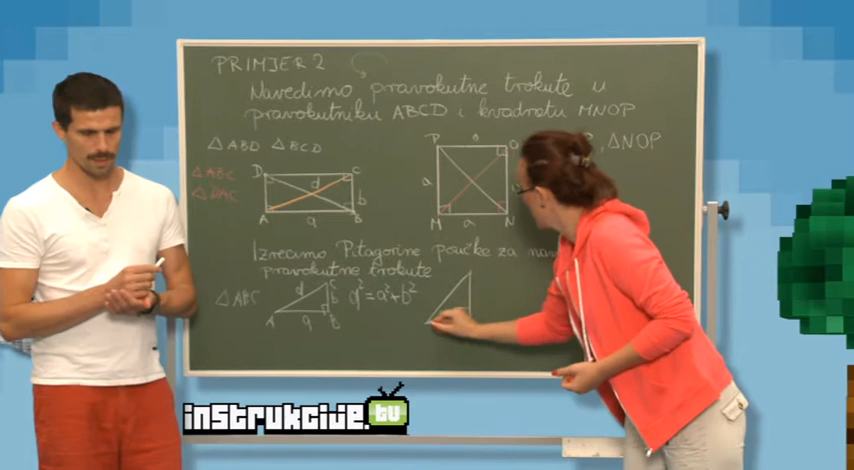 PRIMJER 2
Navedimo pravokutne trokute u
pravokutniku ABCD i kvadratu MNOP
△ABD △BCD
P, △NOP
△ABC
△DAC
D C
d b
A a B
P o O
a
M a N
Izrecimo Pitagorine poučke za
pravokutne trokute
△ABC
d C b
A a B
d²=a²+b²
instrukcije.tv